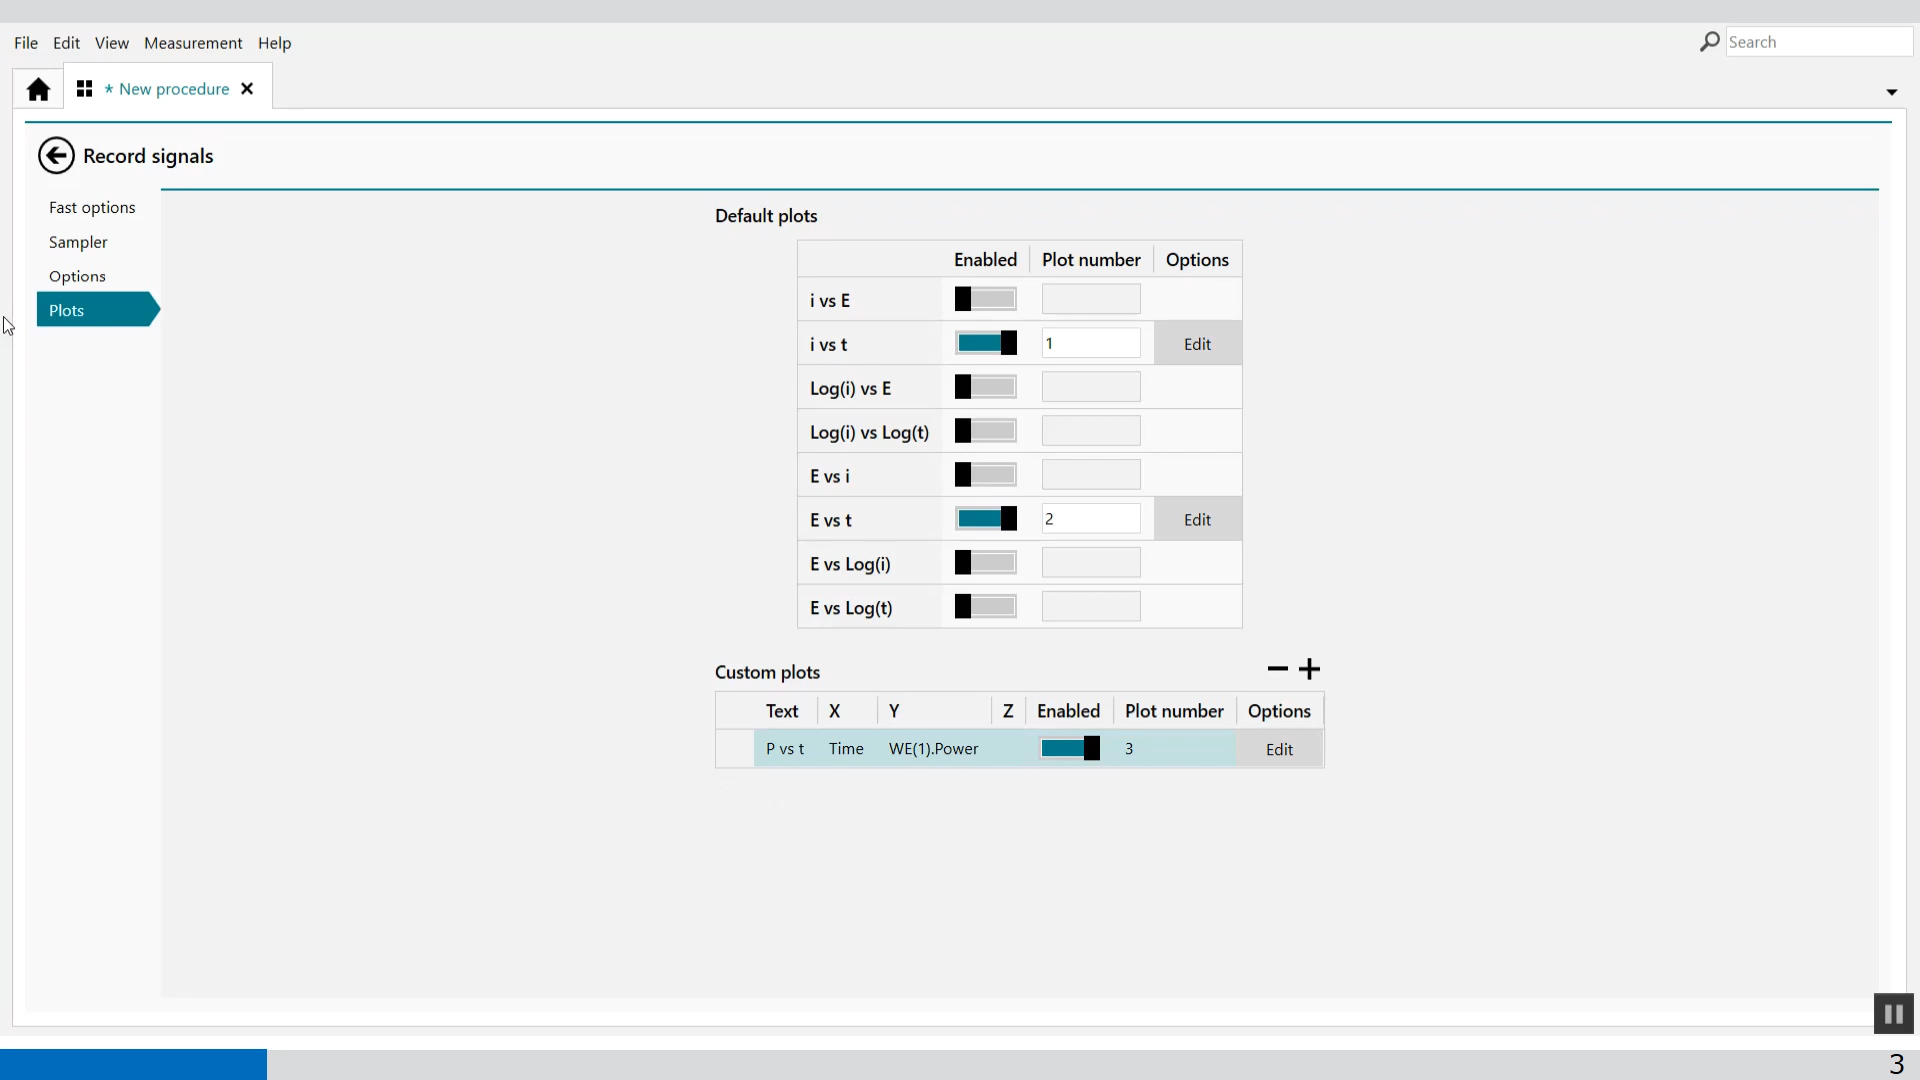 File Edit View Measurement Help
Search
* New procedure
Record signals
Fast options
Sampler
Options
Plots
Default plots
Enabled Plot number Options
i vs E
i vs t 1 Edit
Log(i) vs E
Log(i) vs Log(t)
E vs i
E vs t 2 Edit
E vs Log(i)
E vs Log(t)
Custom plots
Text X Y Z Enabled Plot number Options
P vs t Time WE(1).Power 3 Edit
3